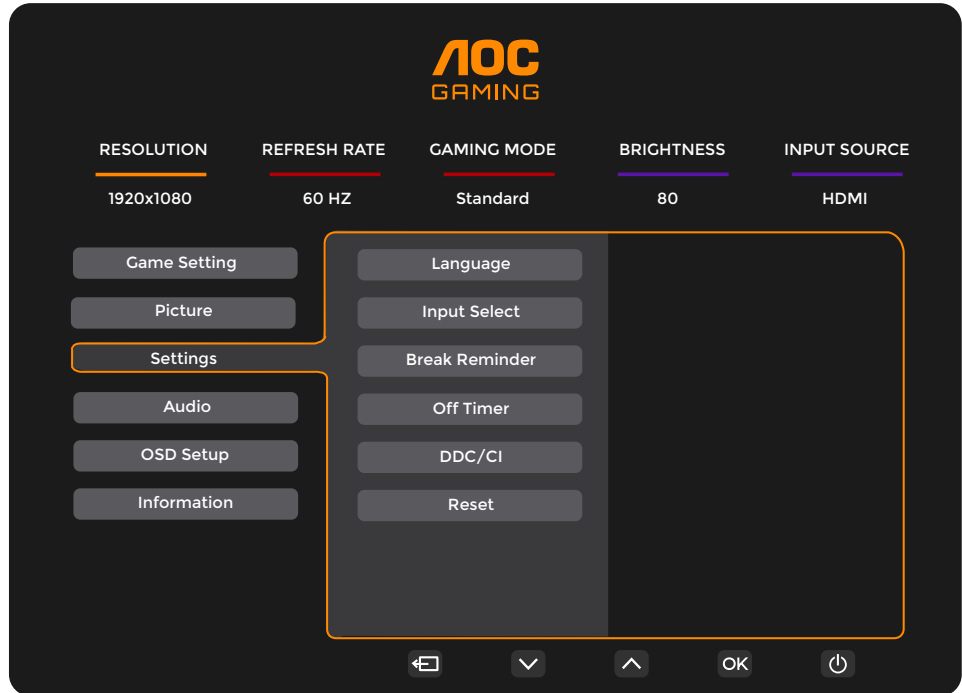 AOC
GAMING
RESOLUTION REFRESH RATE GAMING MODE BRIGHTNESS INPUT SOURCE
1920x1080 60 HZ Standard 80 HDMI
Game Setting Language
Picture Input Select
Settings Break Reminder
Audio Off Timer
OSD Setup DDC/CI
Information Reset
OK